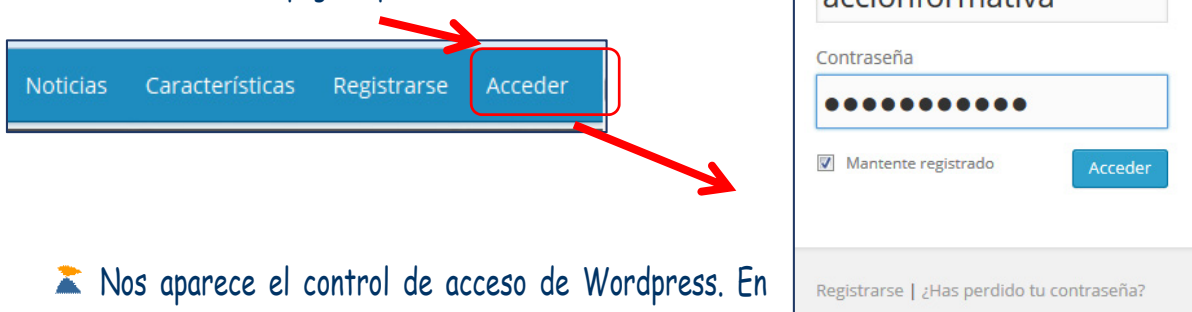 Noticias Características Registrarse Acceder
Nos aparece el control de acceso de Wordpress. En
accionformativa
Contraseña
●●●●●●●●●●●
Mantente registrado
Acceder
Registrarse | ¿Has perdido tu contraseña?